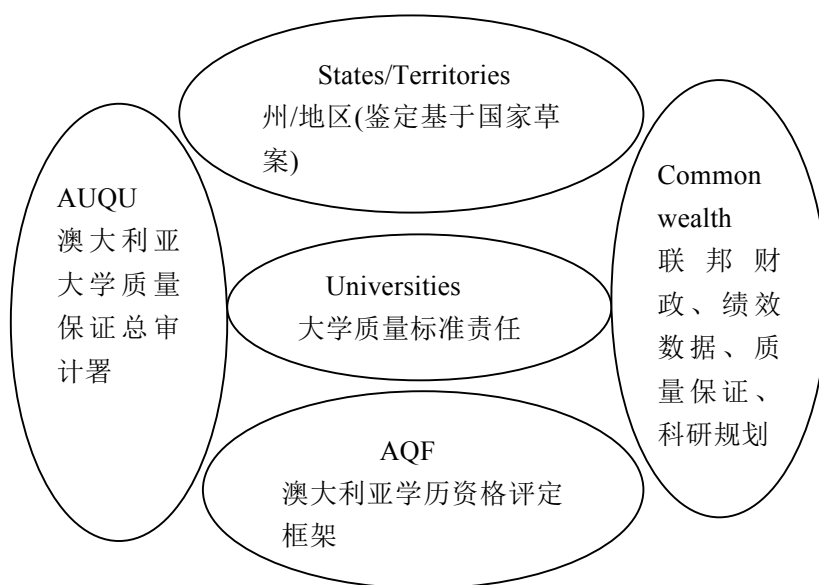 States/Territories
州/地区(鉴定基于国家草
案)
AUQU
澳大利亚
大学质量
保证总审
计署
Universities
大学质量标准责任
Common
wealth
联邦财
政、绩效
数据、质
量保证、
科研规划
AQF
澳大利亚学历资格评定
框架